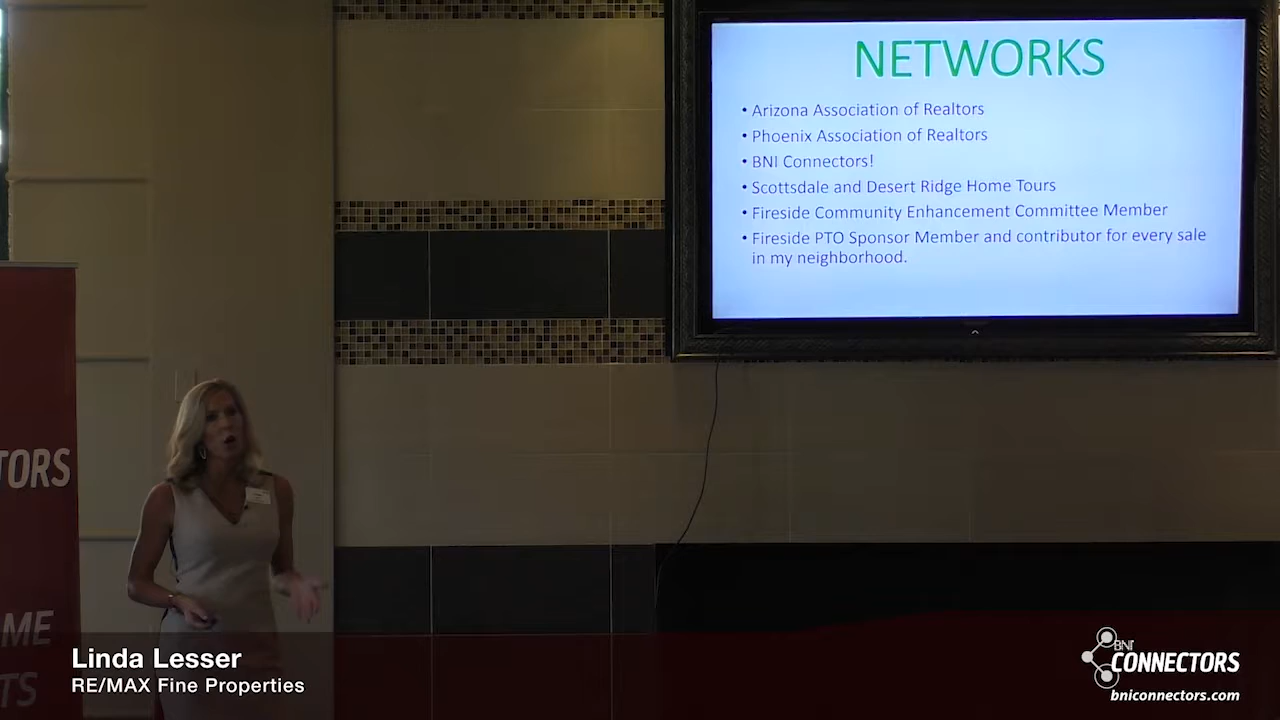 NETWORKS
• Arizona Association of Realtors
• Phoenix Association of Realtors
• BNI Connectors!
• Scottsdale and Desert Ridge Home Tours
• Fireside Community Enhancement Committee Member
• Fireside PTO Sponsor Member and contributor for every sale
in my neighborhood.
TORS
ME
TS
Linda Lesser
RE/MAX Fine Properties
BNI
CONNECTORS
bniconnectors.com